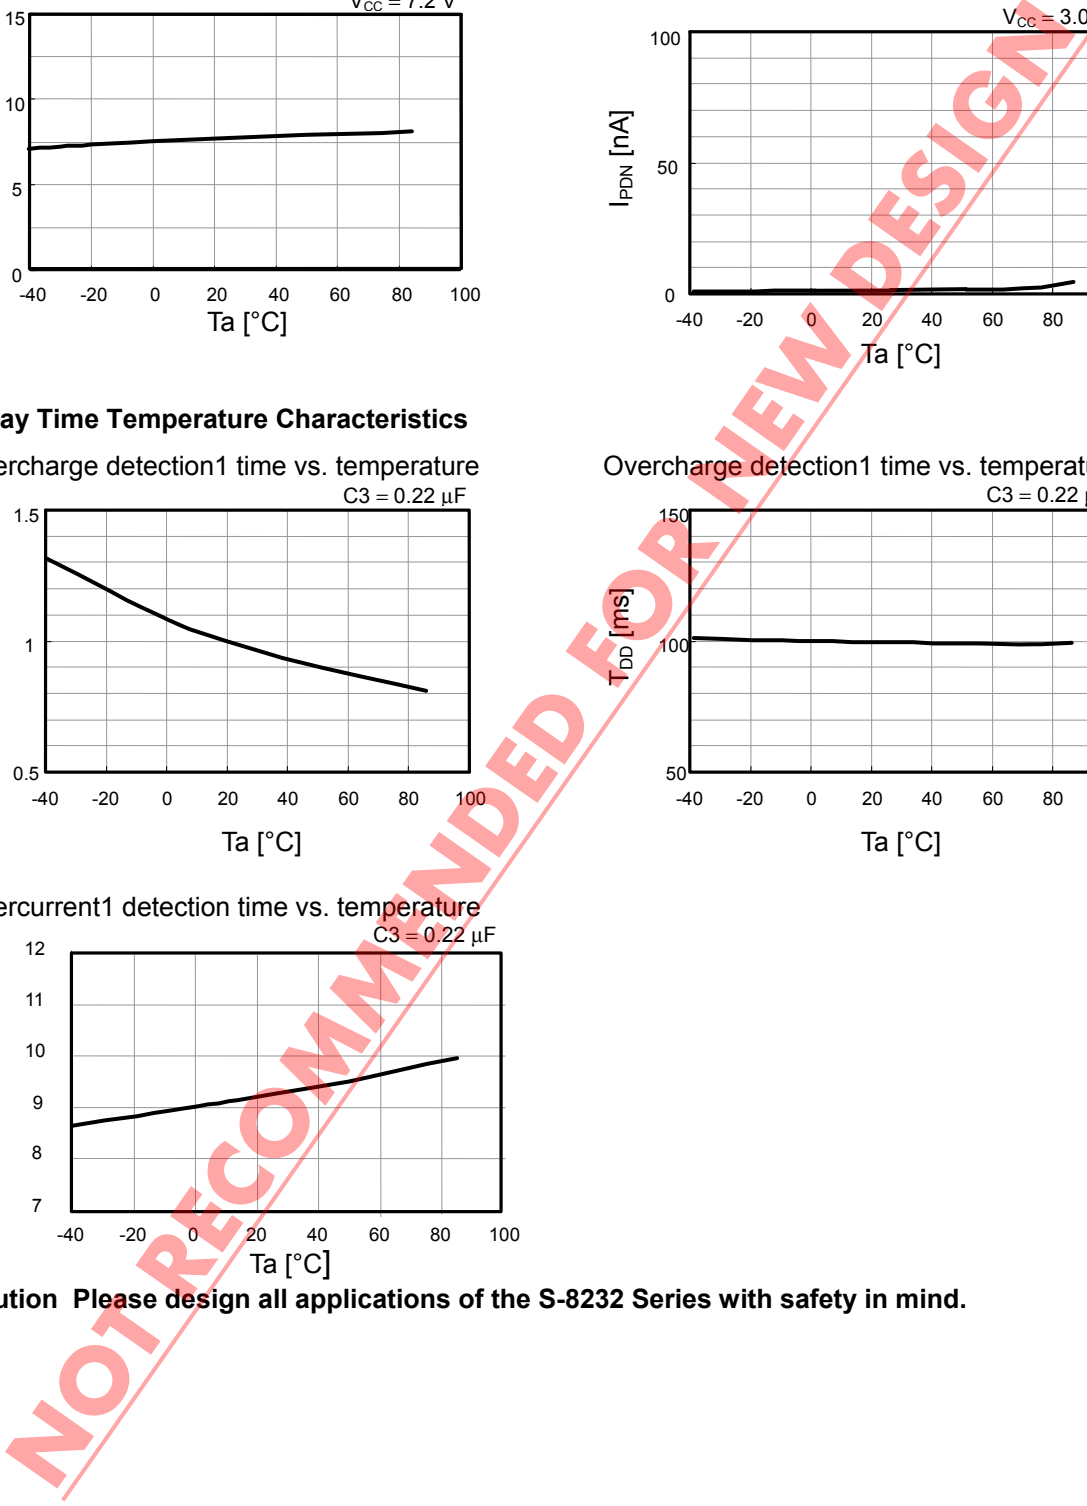 V_CC = 7.2 V
15
10
5
0
-40 -20 0 20 40 60 80 100
Ta [°C]
V_CC = 3.0
100
50
0
I_PDN [nA]
-40 -20 0 20 40 60 80
Ta [°C]
ay Time Temperature Characteristics
ercharge detection1 time vs. temperature
C3 = 0.22 µF
1.5
1
0.5
-40 -20 0 20 40 60 80 100
Ta [°C]
Overcharge detection1 time vs. temperat
C3 = 0.22
150
100
50
T_DD [ms]
-40 -20 0 20 40 60 80
Ta [°C]
ercurrent1 detection time vs. temperature
C3 = 0.22 µF
12
11
10
9
8
7
-40 -20 0 20 40 60 80 100
Ta [°C]
ution Please design all applications of the S-8232 Series with safety in mind.
NOT RECOMMENDED FOR NEW DESIGN